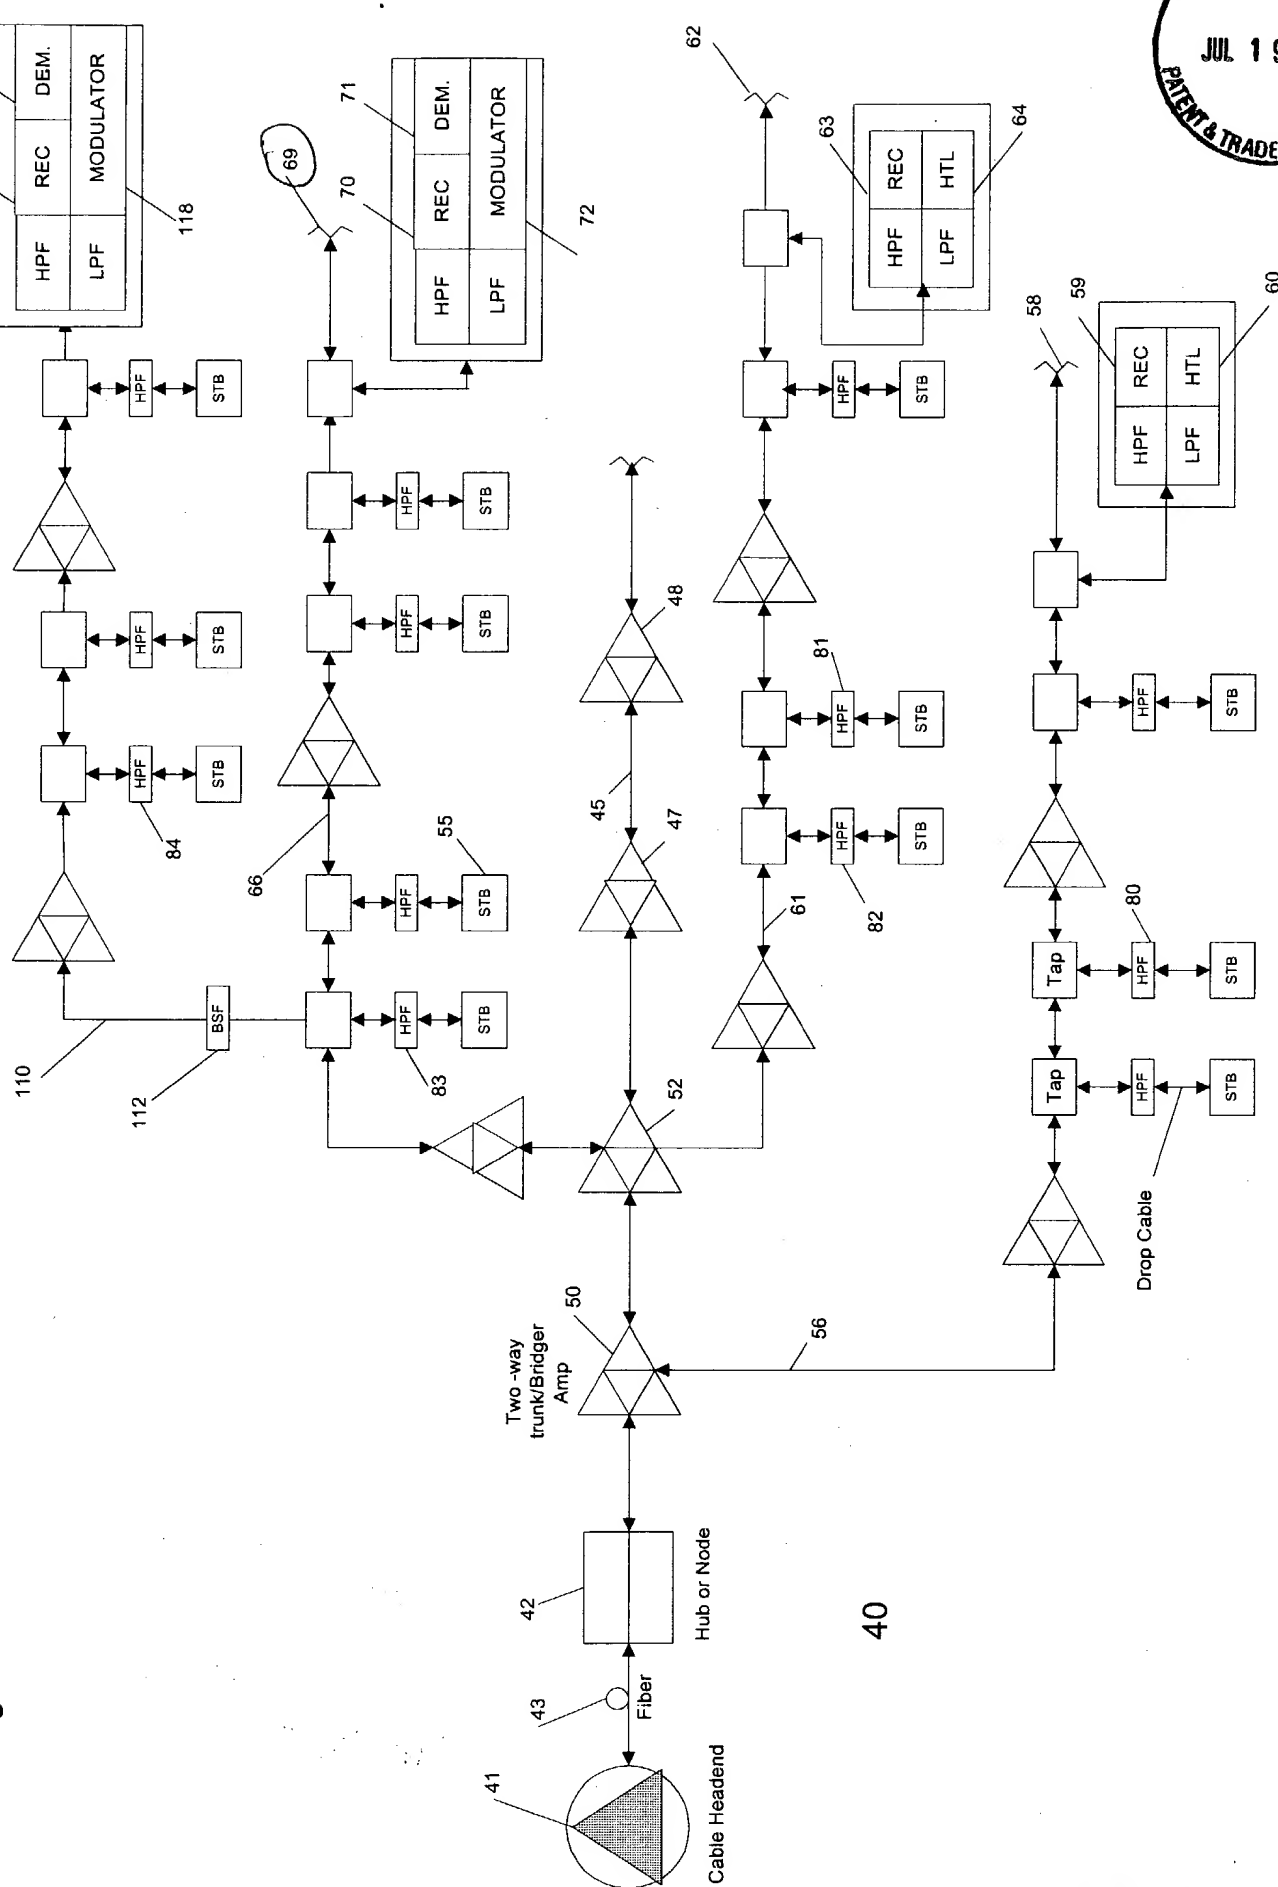 JUL 1 9
PATENT & TRADE
DEM.
REC
HPF
MODULATOR
LPF
118
HPF
STB
HPF
STB
HPF
STB
84
110
BSF
112
69
71
70
DEM.
REC
HPF
MODULATOR
LPF
72
HPF
STB
HPF
STB
66
HPF
STB
55
HPF
STB
83
45
48
47
52
Two -way
trunk/Bridger
Amp
50
42
Hub or Node
43
Fiber
41
Cable Headend
62
63
REC
HPF
HTL
LPF
64
HPF
STB
HPF
81
STB
HPF
82
STB
61
56
58
59
REC
HPF
HTL
LPF
60
HPF
STB
Tap
HPF
80
STB
Tap
HPF
STB
Drop Cable
40